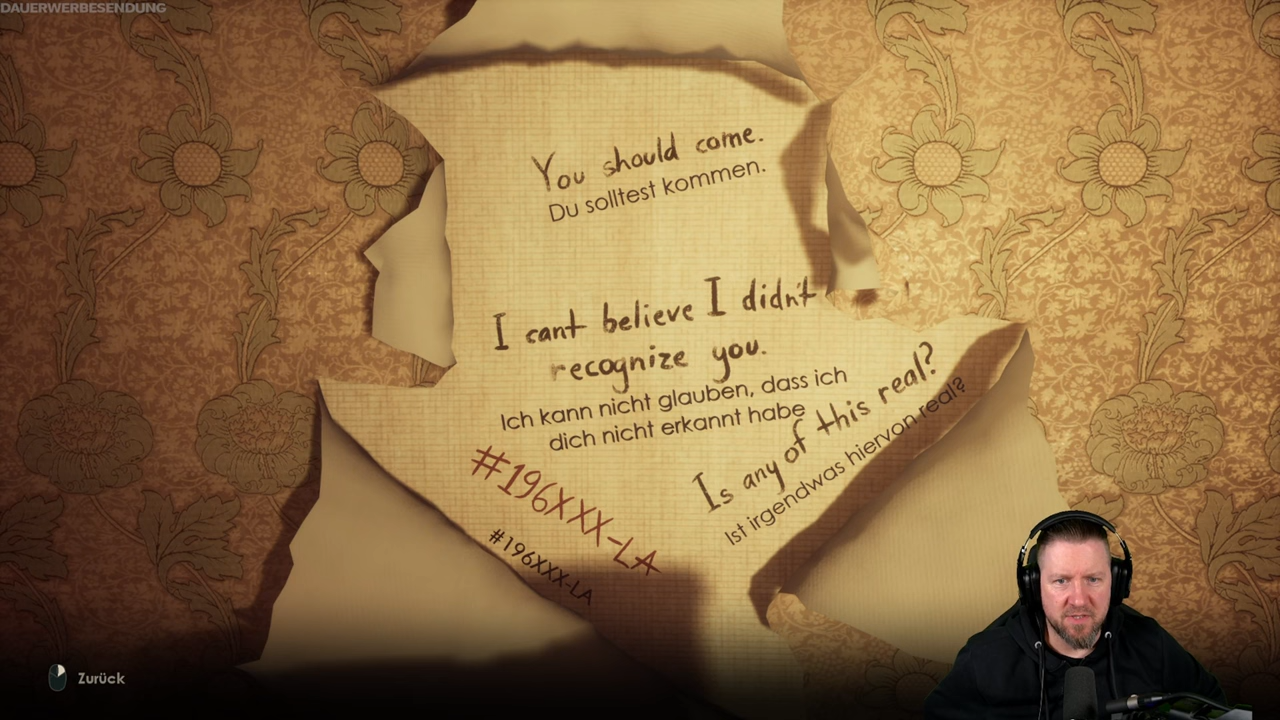 DAUERWERBESENDUNG
You should come.
Du solltest kommen.
I cant believe I didn't
recognize you.
Ich kann nicht glauben, dass ich
dich nicht erkannt habe
Is any of this real?
Ist irgendwas hiervon real?
#196XXX-LA
#196XXX-LA
Zurück